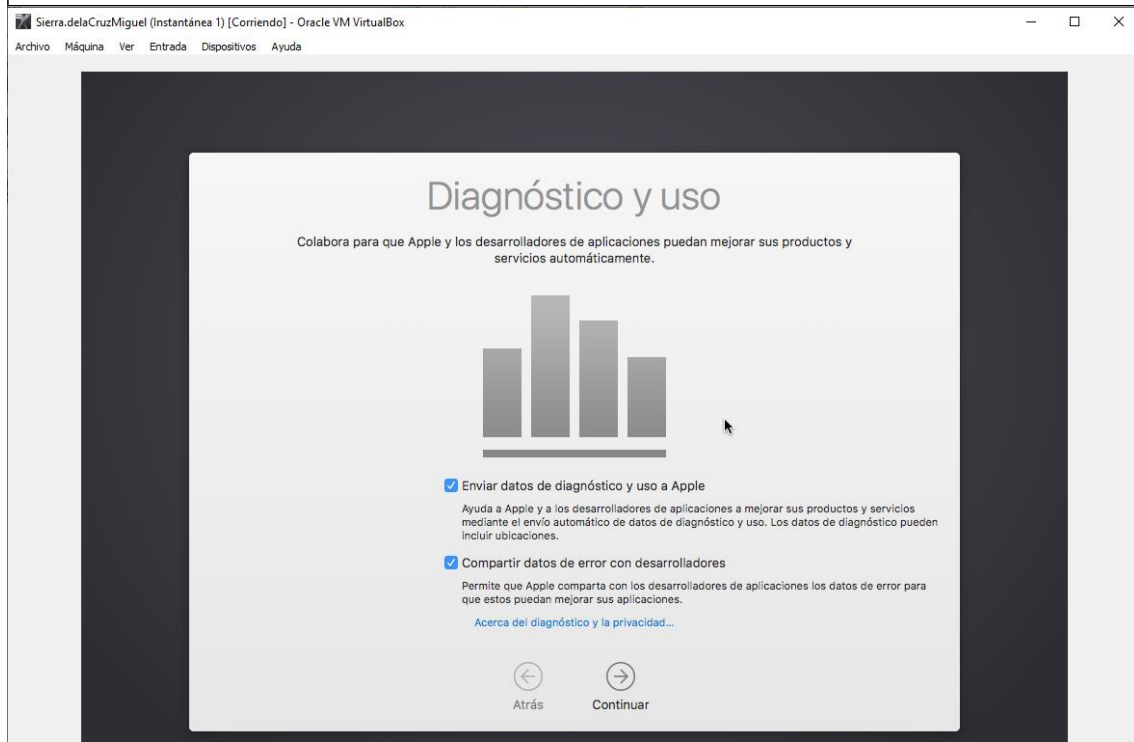 Sierra.delaCruzMiguel (Instantánea 1) [Corriendo] - Oracle VM VirtualBox
Archivo Máquina Ver Entrada Dispositivos Ayuda
Diagnóstico y uso
Colabora para que Apple y los desarrolladores de aplicaciones puedan mejorar sus productos y
servicios automáticamente.
Enviar datos de diagnóstico y uso a Apple
Ayuda a Apple y a los desarrolladores de aplicaciones a mejorar sus productos y servicios
mediante el envío automático de datos de diagnóstico y uso. Los datos de diagnóstico pueden
incluir ubicaciones.
Compartir datos de error con desarrolladores
Permite que Apple comparta con los desarrolladores de aplicaciones los datos de error para
que estos puedan mejorar sus aplicaciones.
Acerca del diagnóstico y la privacidad...
Atrás Continuar